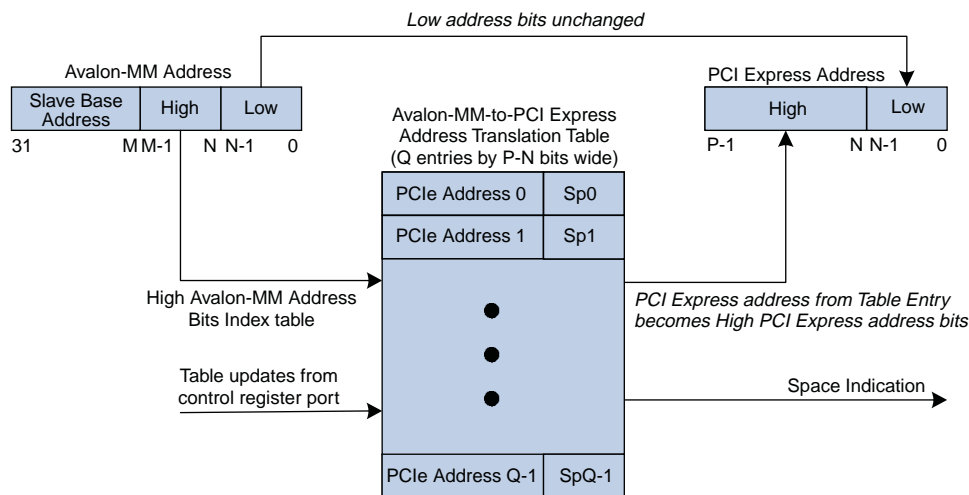 Low address bits unchanged
Avalon-MM Address
PCI Express Address
Slave Base
Address
High
Low
31
M
M-1
N
N-1
0
High
Low
P-1
N
N-1
0
Avalon-MM-to-PCI Express
Address Translation Table
(Q entries by P-N bits wide)
PCIe Address 0
Sp0
PCIe Address 1
Sp1
High Avalon-MM Address
Bits Index table
PCI Express address from Table Entry
becomes High PCI Express address bits
Table updates from
control register port
Space Indication
PCIe Address Q-1
SpQ-1